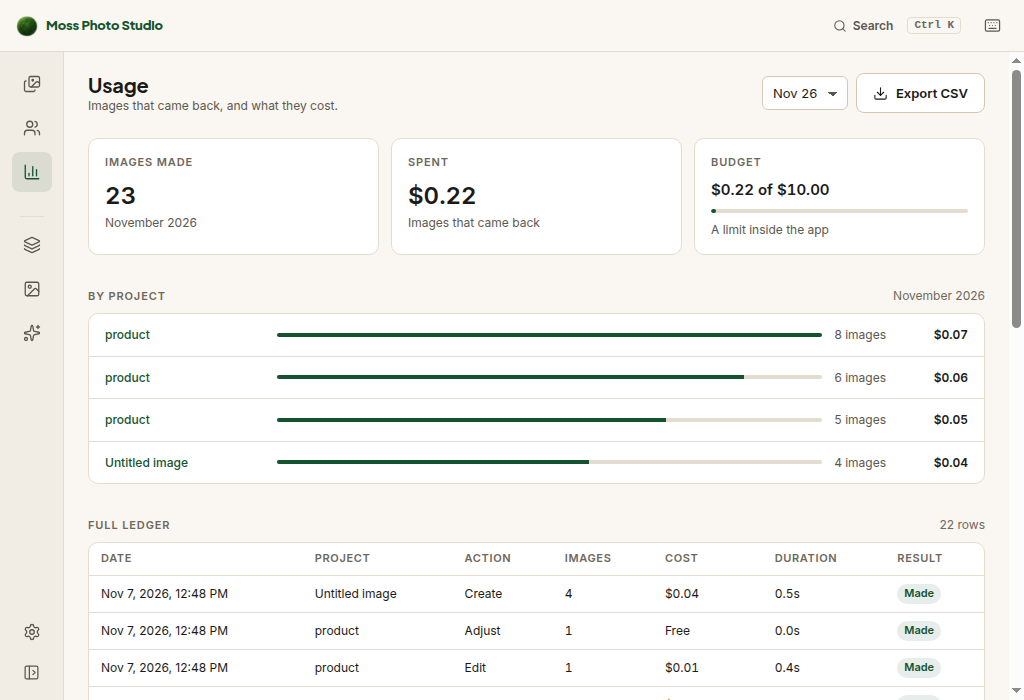 Moss Photo Studio
Search Ctrl K
Usage
Images that came back, and what they cost.
Nov 26
Export CSV
IMAGES MADE
23
November 2026
SPENT
$0.22
Images that came back
BUDGET
$0.22 of $10.00
A limit inside the app
BY PROJECT November 2026
product 8 images $0.07
product 6 images $0.06
product 5 images $0.05
Untitled image 4 images $0.04
FULL LEDGER 22 rows
DATE PROJECT ACTION IMAGES COST DURATION RESULT
Nov 7, 2026, 12:48 PM Untitled image Create 4 $0.04 0.5s Made
Nov 7, 2026, 12:48 PM product Adjust 1 Free 0.0s Made
Nov 7, 2026, 12:48 PM product Edit 1 $0.01 0.4s Made